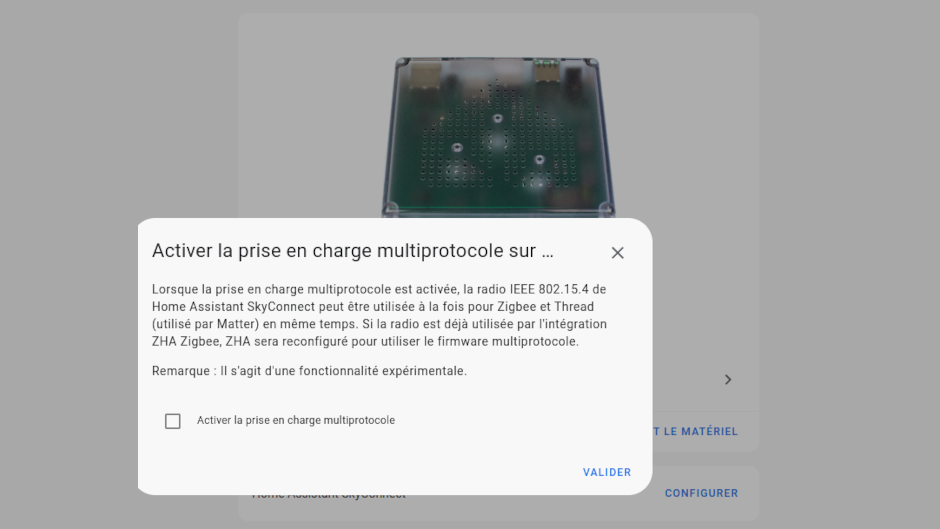 Activer la prise en charge multiprotocole sur ...
Lorsque la prise en charge multiprotocole est activée, la radio IEEE 802.15.4 de
Home Assistant SkyConnect peut être utilisée à la fois pour Zigbee et Thread
(utilisé par Matter) en même temps. Si la radio est déjà utilisée par l'intégration
ZHA Zigbee, ZHA sera reconfiguré pour utiliser le firmware multiprotocole.
Remarque : Il s'agit d'une fonctionnalité expérimentale.
Activer la prise en charge multiprotocole
T LE MATÉRIEL
VALIDER
Home Assistant SkyConnect
CONFIGURER